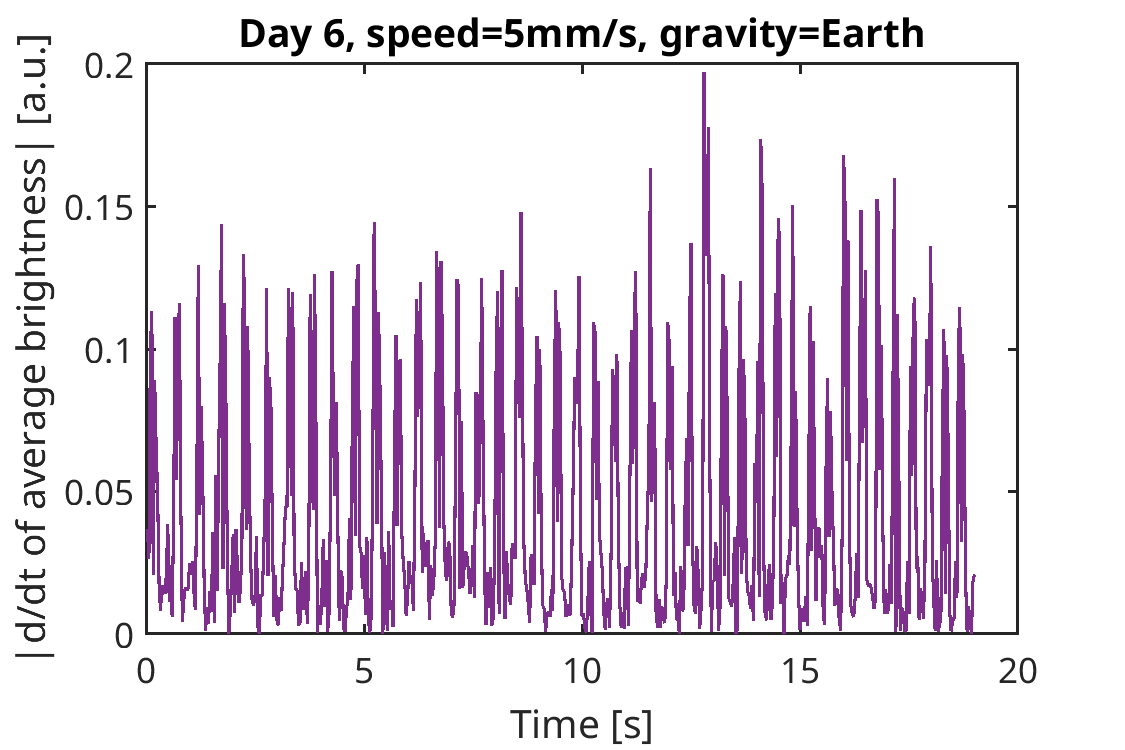 Day 6, speed=5mm/s, gravity=Earth
|d/dt of average brightness| [a.u.]
0.2
0.15
0.1
0.05
0
0 5 10 15 20
Time [s]